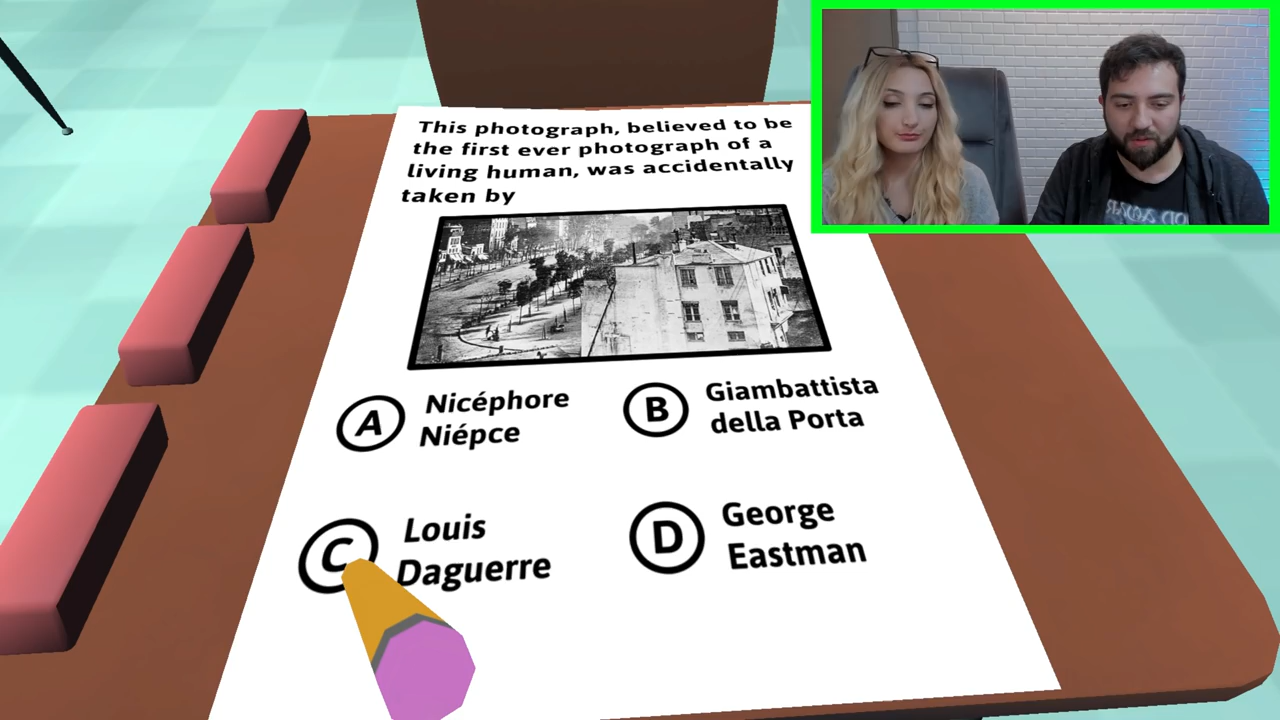 This photograph, believed to be
the first ever photograph of a
living human, was accidentally
taken by
A
Nicéphore
Niépce
B
Giambattista
della Porta
C
Louis
Daguerre
D
George
Eastman